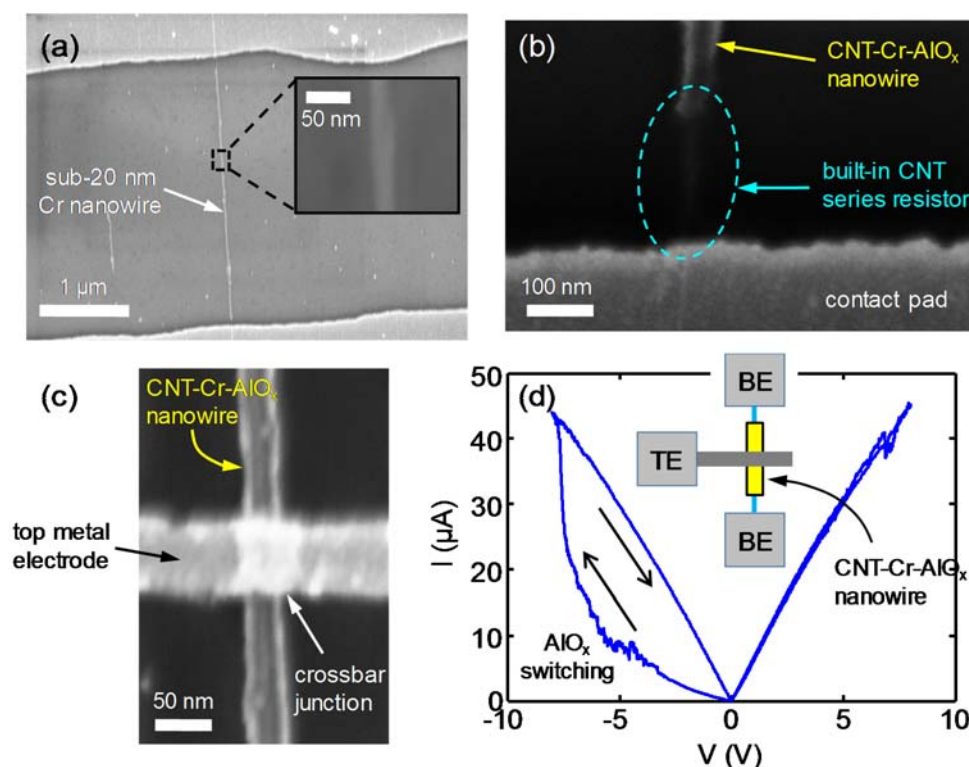 (a)
50 nm
sub-20 nm
Cr nanowire
1 μm
(b)
CNT-Cr-AlOₓ
nanowire
built-in CNT
series resistor
100 nm
contact pad
(c)
CNT-Cr-AlOₓ
nanowire
top metal
electrode
crossbar
junction
50 nm
(d)
50
40
30
20
10
0
I (μA)
BE
TE
BE
CNT-Cr-AlOₓ
nanowire
AlOₓ
switching
-10
-5
0
5
10
V (V)